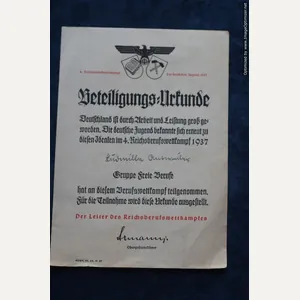 Beteiligungs-Urkunde
Deutschland ist durch Arbeit und Leistung groß ge-
worden. Die deutsche Jugend bekennt sich erneut zu
diesen Idealen im 4. Reichsberufswettkampf 1937
Gruppe Freie Berufe
hat an diesem Berufswettkampf teilgenommen.
Für die Teilnahme wird diese Urkunde ausgestellt.
Der Leiter des Reichsberufswettkampfes
Obergebietsführer